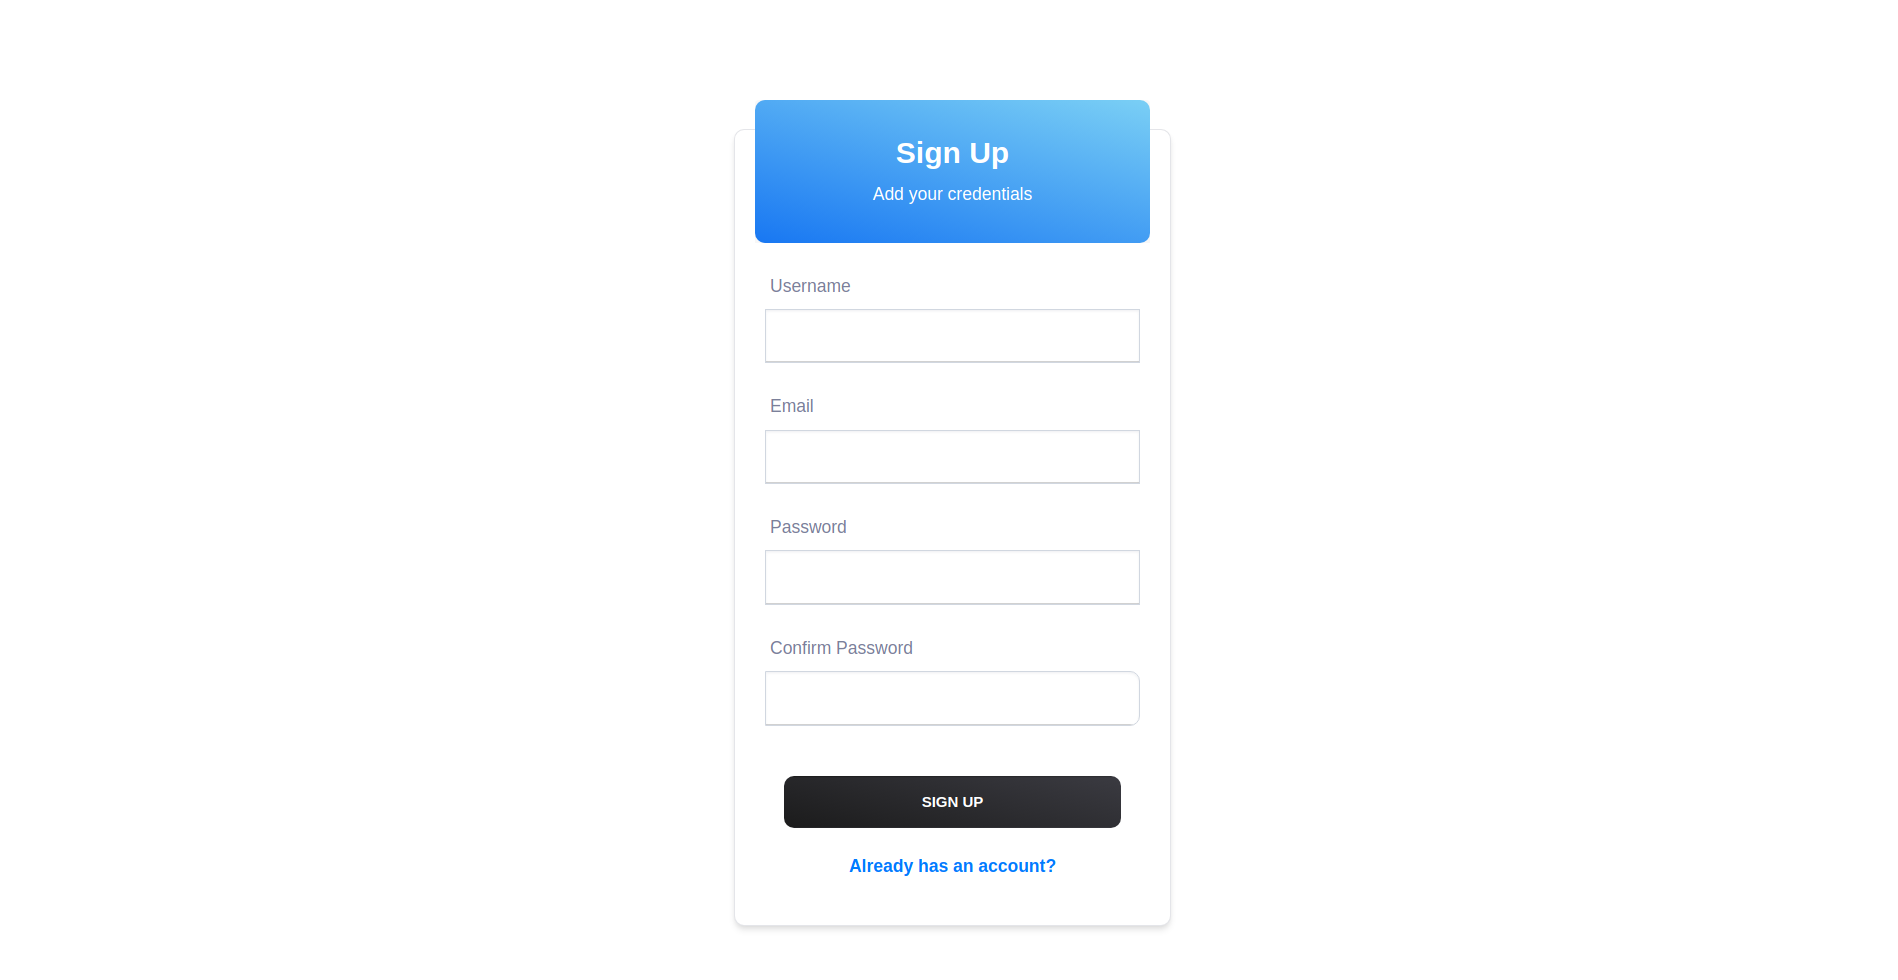 Sign Up
Add your credentials
Username
Email
Password
Confirm Password
SIGN UP
Already has an account?